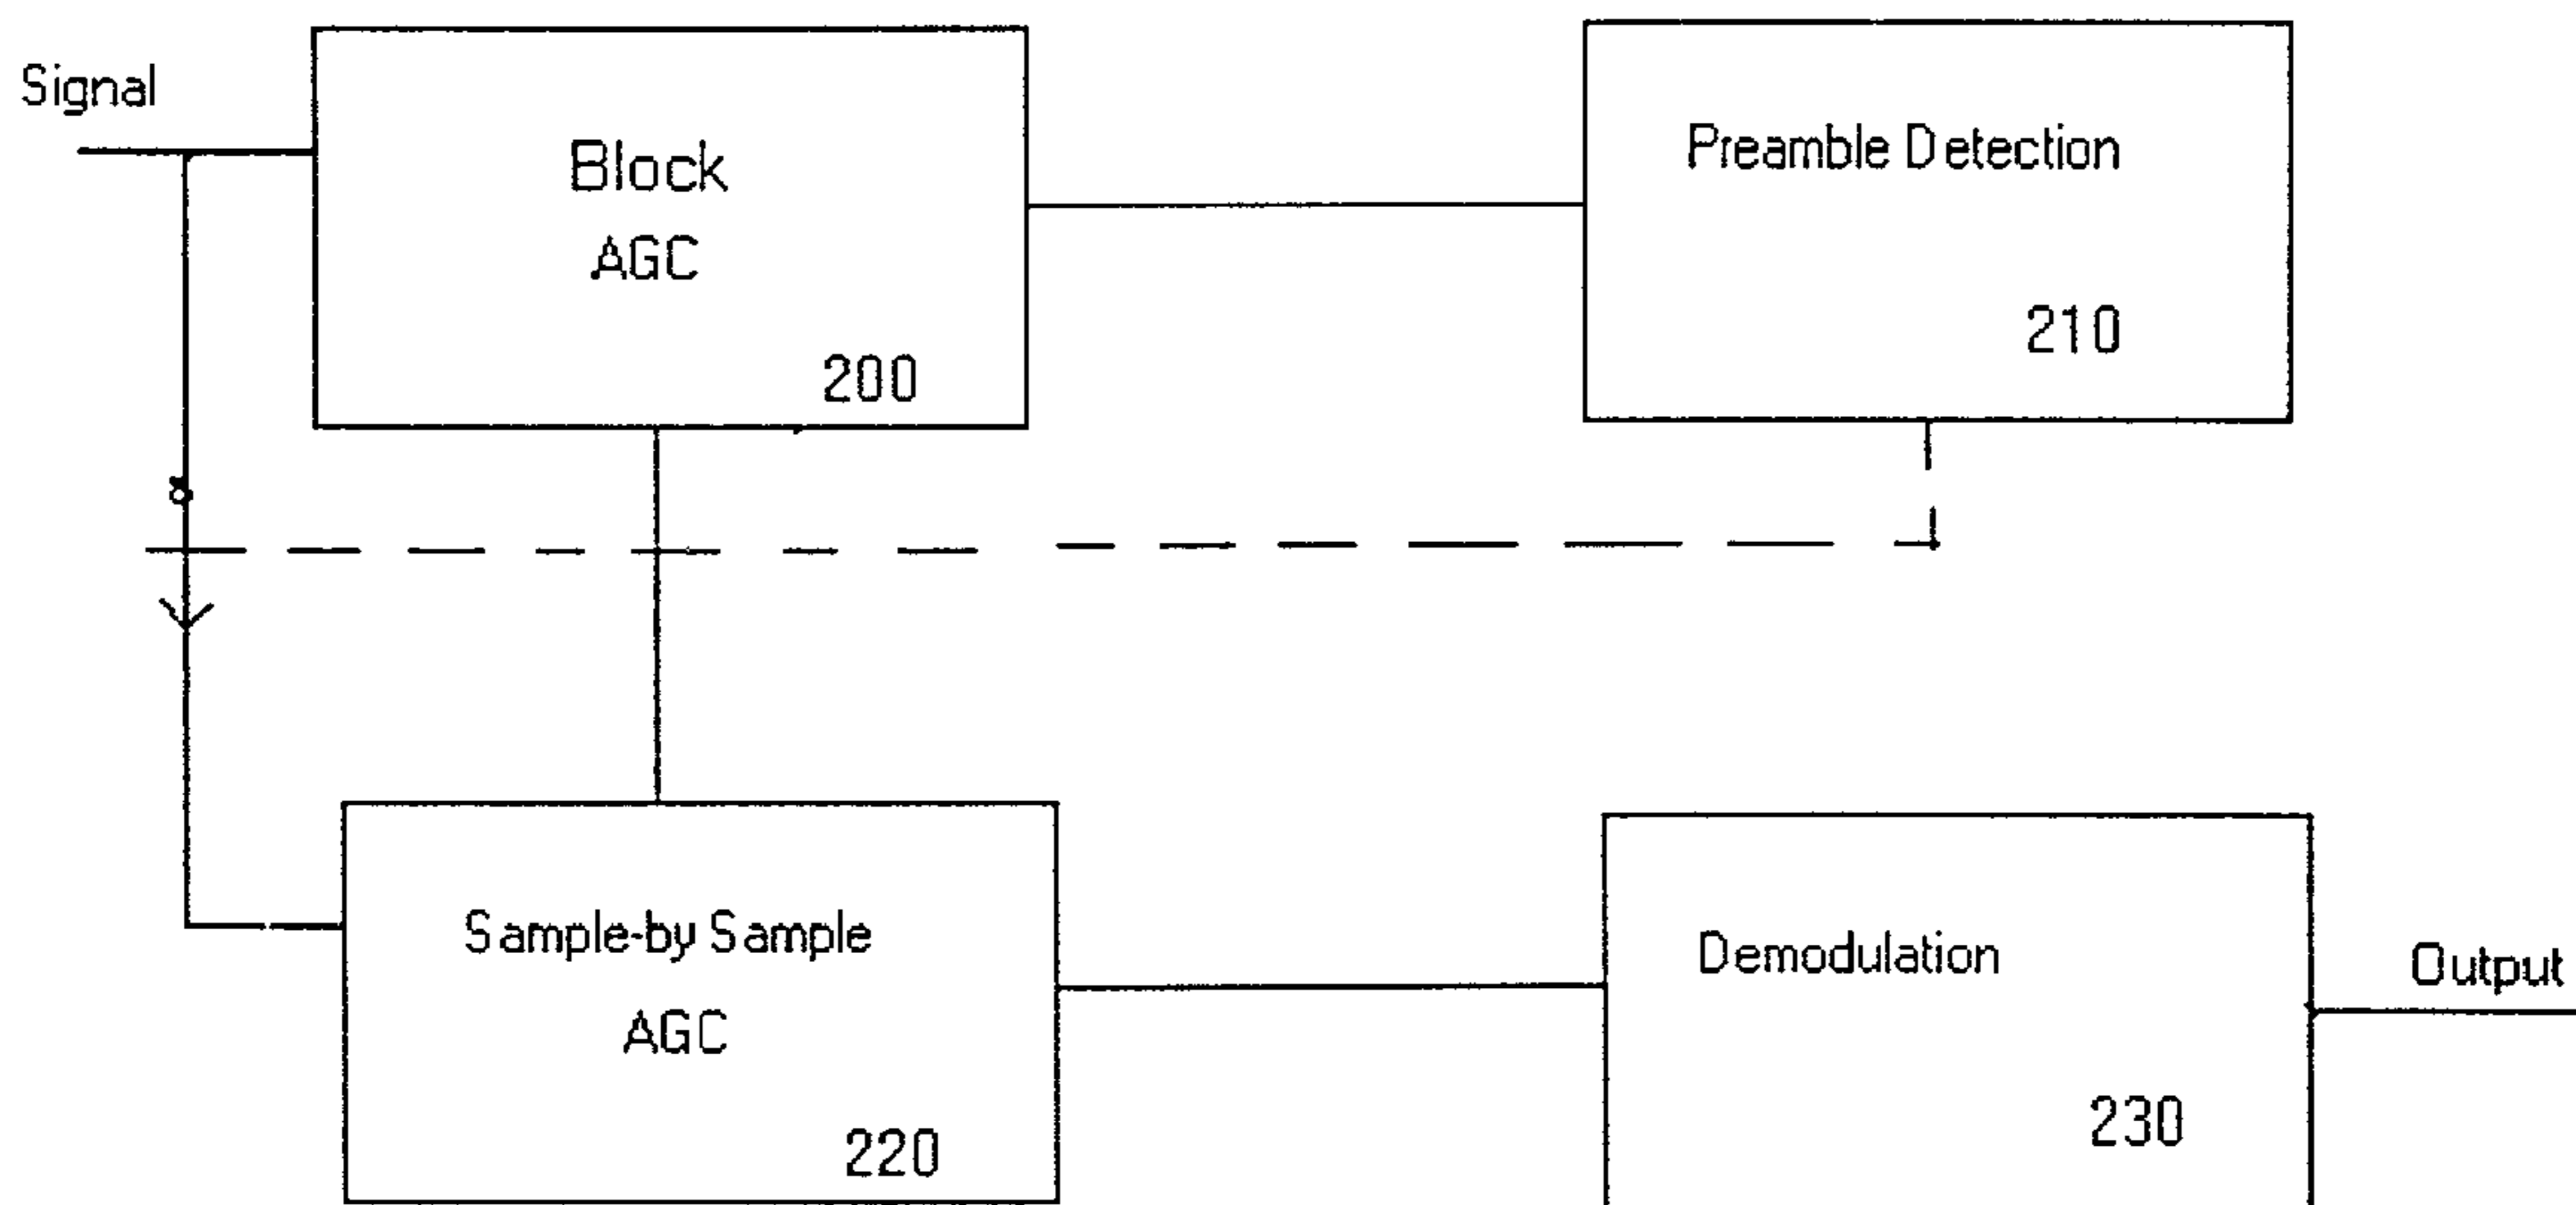 Signal
Block
AGC
200
Preamble Detection
210
Sample-by Sample
AGC
220
Demodulation
230
Output